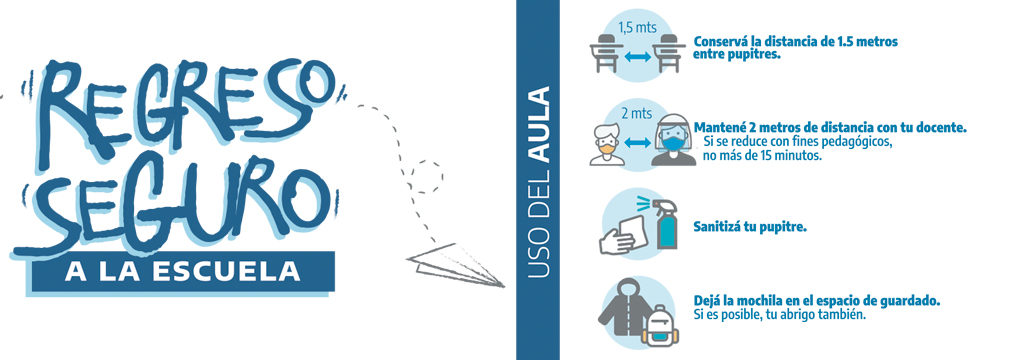 REGRESO
SEGURO
A LA ESCUELA
USO DEL AULA
1,5 mts
Conservá la distancia de 1.5 metros
entre pupitres.
2 mts
Mantené 2 metros de distancia con tu docente.
Si se reduce con fines pedagógicos,
no más de 15 minutos.
Sanitizá tu pupitre.
Dejá la mochila en el espacio de guardado.
Si es posible, tu abrigo también.